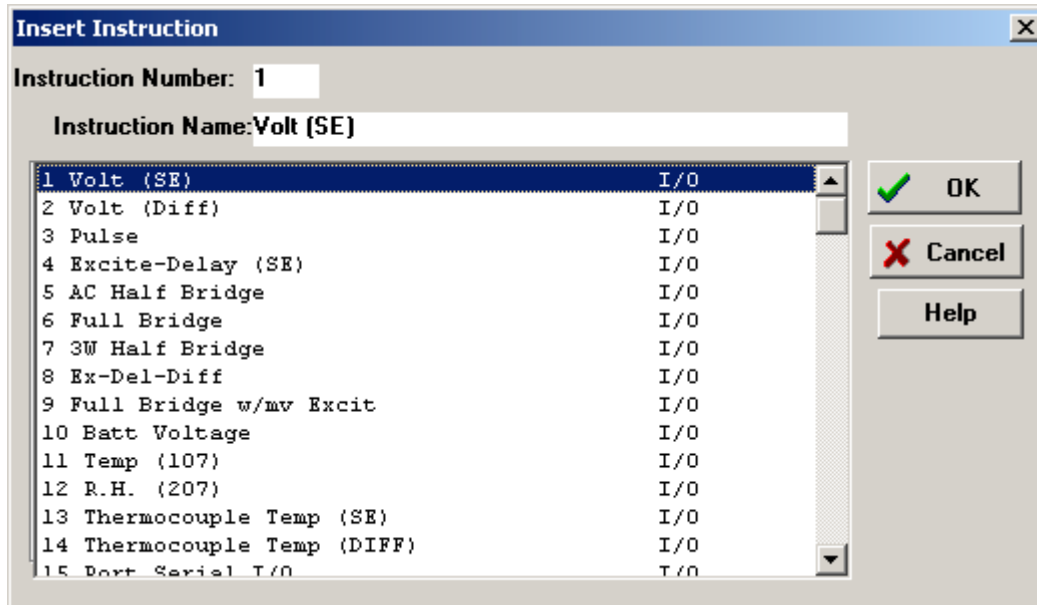 Insert Instruction
Instruction Number: 1
Instruction Name: Volt (SE)
1 Volt (SE) I/O
2 Volt (Diff) I/O
3 Pulse I/O
4 Excite-Delay (SE) I/O
5 AC Half Bridge I/O
6 Full Bridge I/O
7 3W Half Bridge I/O
8 Ex-Del-Diff I/O
9 Full Bridge w/mv Excit I/O
10 Batt Voltage I/O
11 Temp (107) I/O
12 R.H. (207) I/O
13 Thermocouple Temp (SE) I/O
14 Thermocouple Temp (DIFF) I/O
15 Port Serial I/O I/O
OK
Cancel
Help